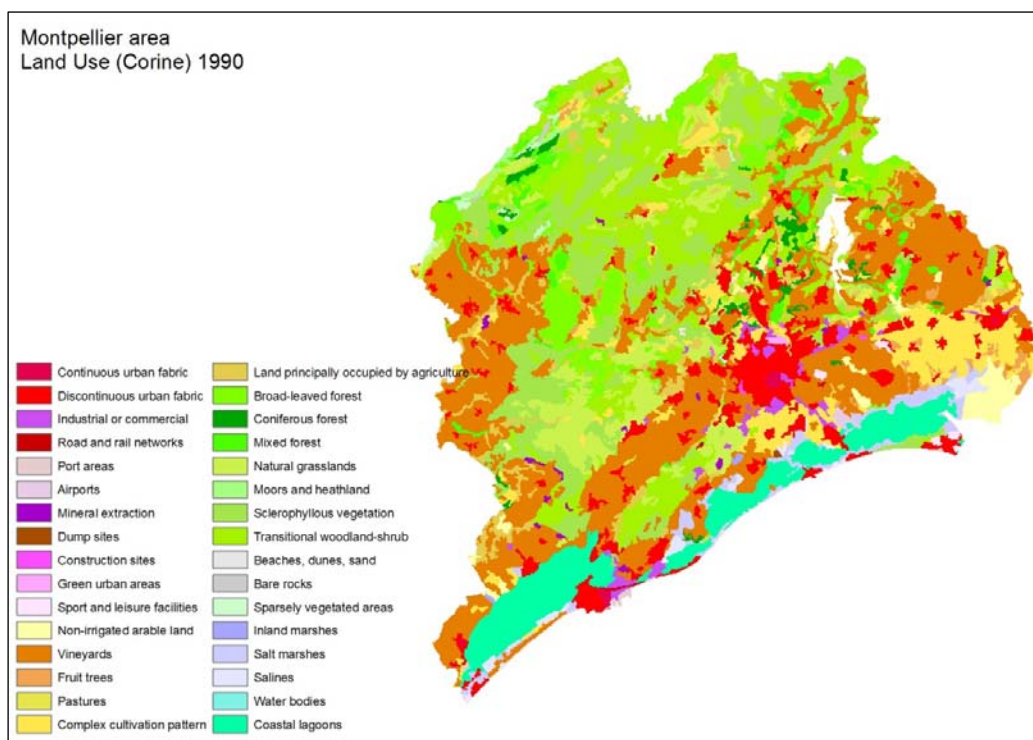 Montpellier area
Land Use (Corine) 1990
Continuous urban fabric
Discontinuous urban fabric
Industrial or commercial
Road and rail networks
Port areas
Airports
Mineral extraction
Dump sites
Construction sites
Green urban areas
Sport and leisure facilities
Non-irrigated arable land
Vineyards
Fruit trees
Pastures
Complex cultivation pattern
Land principally occupied by agriculture
Broad-leaved forest
Coniferous forest
Mixed forest
Natural grasslands
Moors and heathland
Sclerophyllous vegetation
Transitional woodland-shrub
Beaches, dunes, sand
Bare rocks
Sparsely vegetated areas
Inland marshes
Salt marshes
Salines
Water bodies
Coastal lagoons